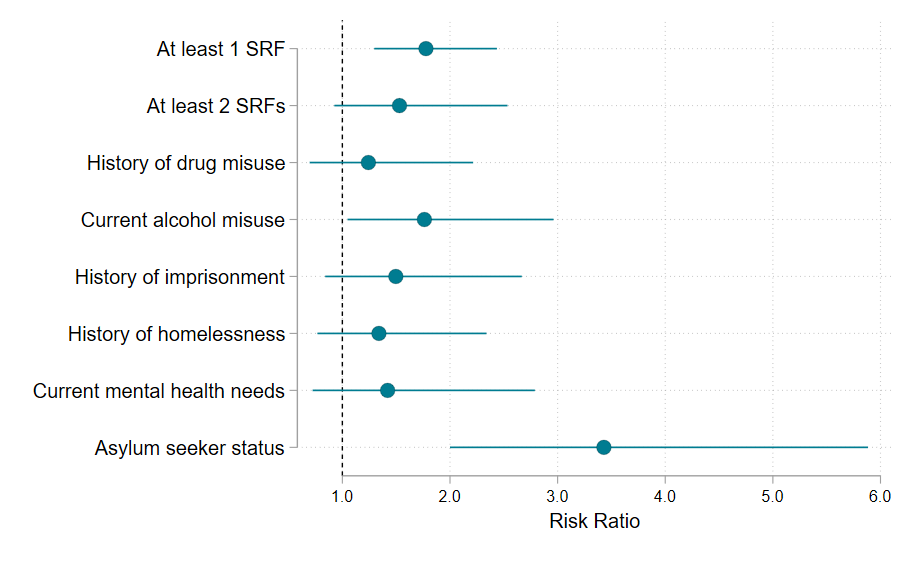 At least 1 SRF
At least 2 SRFs
History of drug misuse
Current alcohol misuse
History of imprisonment
History of homelessness
Current mental health needs
Asylum seeker status
1.0 2.0 3.0 4.0 5.0 6.0
Risk Ratio